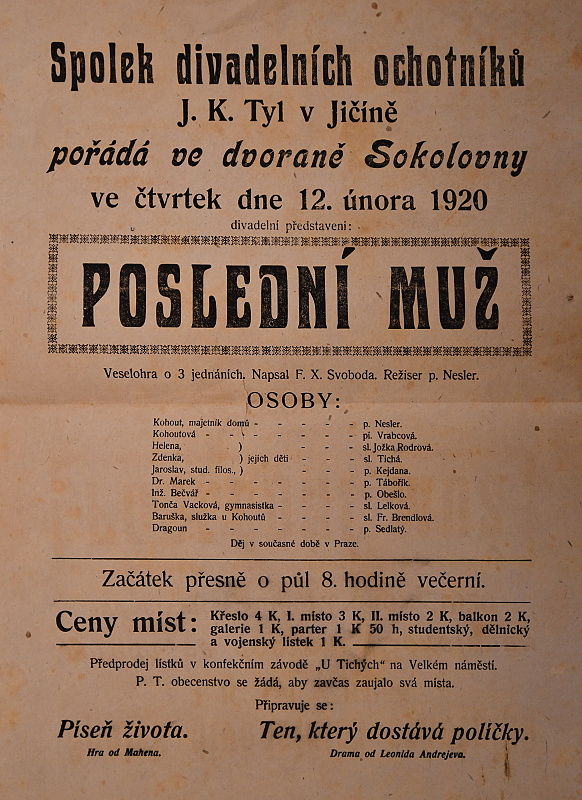 Spolek divadelních ochotníků
J. K. Tyl v Jičíně
pořádá ve dvoraně Sokolovny
ve čtvrtek dne 12. února 1920
divadelní představení:
POSLEDNÍ MUŽ
Veselohra o 3 jednáních. Napsal F. X. Svoboda. Režiser p. Nesler.
OSOBY:
Kohout, majetník domů - - - - - p. Nesler.
Kohoutová - - - - - - - pí. Vrabcová.
Helena, ) sl. Jožka Rodrová.
Zdenka, ) jejich děti - - - - sl. Tichá.
Jaroslav, stud. filos., ) p. Kejdana.
Dr. Marek - - - - - - - p. Tábořík.
Inž. Bečvář - - - - - - - p. Obešlo.
Tonča Vacková, gymnasistka - - - - sl. Lelková.
Baruška, služka u Kohoutů - - - - sl. Fr. Brendlová.
Dragoun - - - - - - - p. Sedlatý.
Děj v současné době v Praze.
Začátek přesně o půl 8. hodině večerní.
Ceny míst: Křeslo 4 K, I. místo 3 K, II. místo 2 K, balkon 2 K,
galerie 1 K, parter 1 K 50 h, studentský, dělnický
a vojenský lístek 1 K.
Předprodej lístků v konfekčním závodě „U Tichých" na Velkém náměstí.
P. T. obecenstvo se žádá, aby zavčas zaujalo svá místa.
Připravuje se:
Píseň života. Ten, který dostává políčky.
Hra od Mahena. Drama od Leonida Andrejeva.